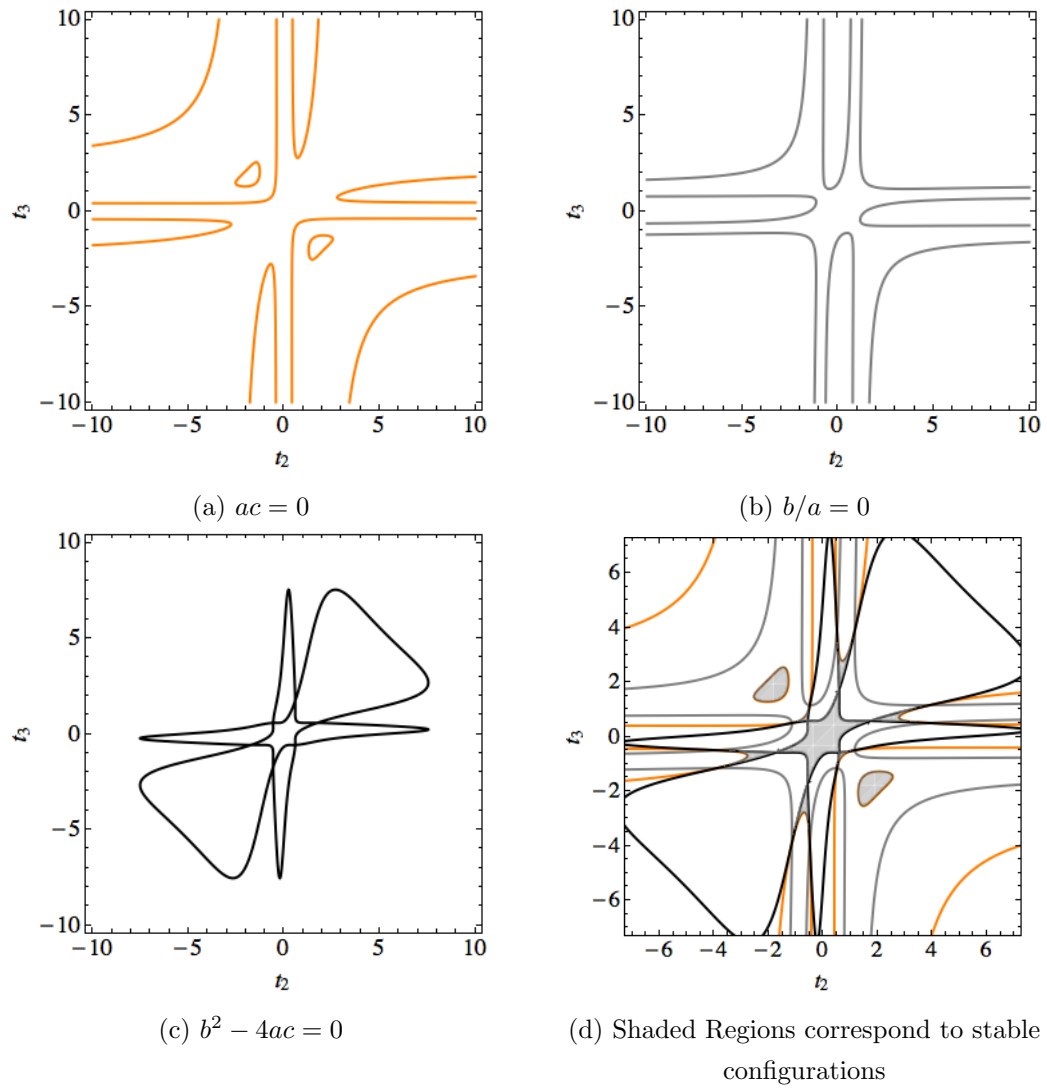 10
5
0
−5
−10
−10 −5 0 5 10
t₃
t₂
(a) ac = 0
10
5
0
−5
−10
−10 −5 0 5 10
t₃
t₂
(b) b/a = 0
10
5
0
−5
−10
−10 −5 0 5 10
t₃
t₂
(c) b² − 4ac = 0
6
4
2
0
−2
−4
−6
−6 −4 −2 0 2 4 6
t₃
t₂
(d) Shaded Regions correspond to stable
configurations